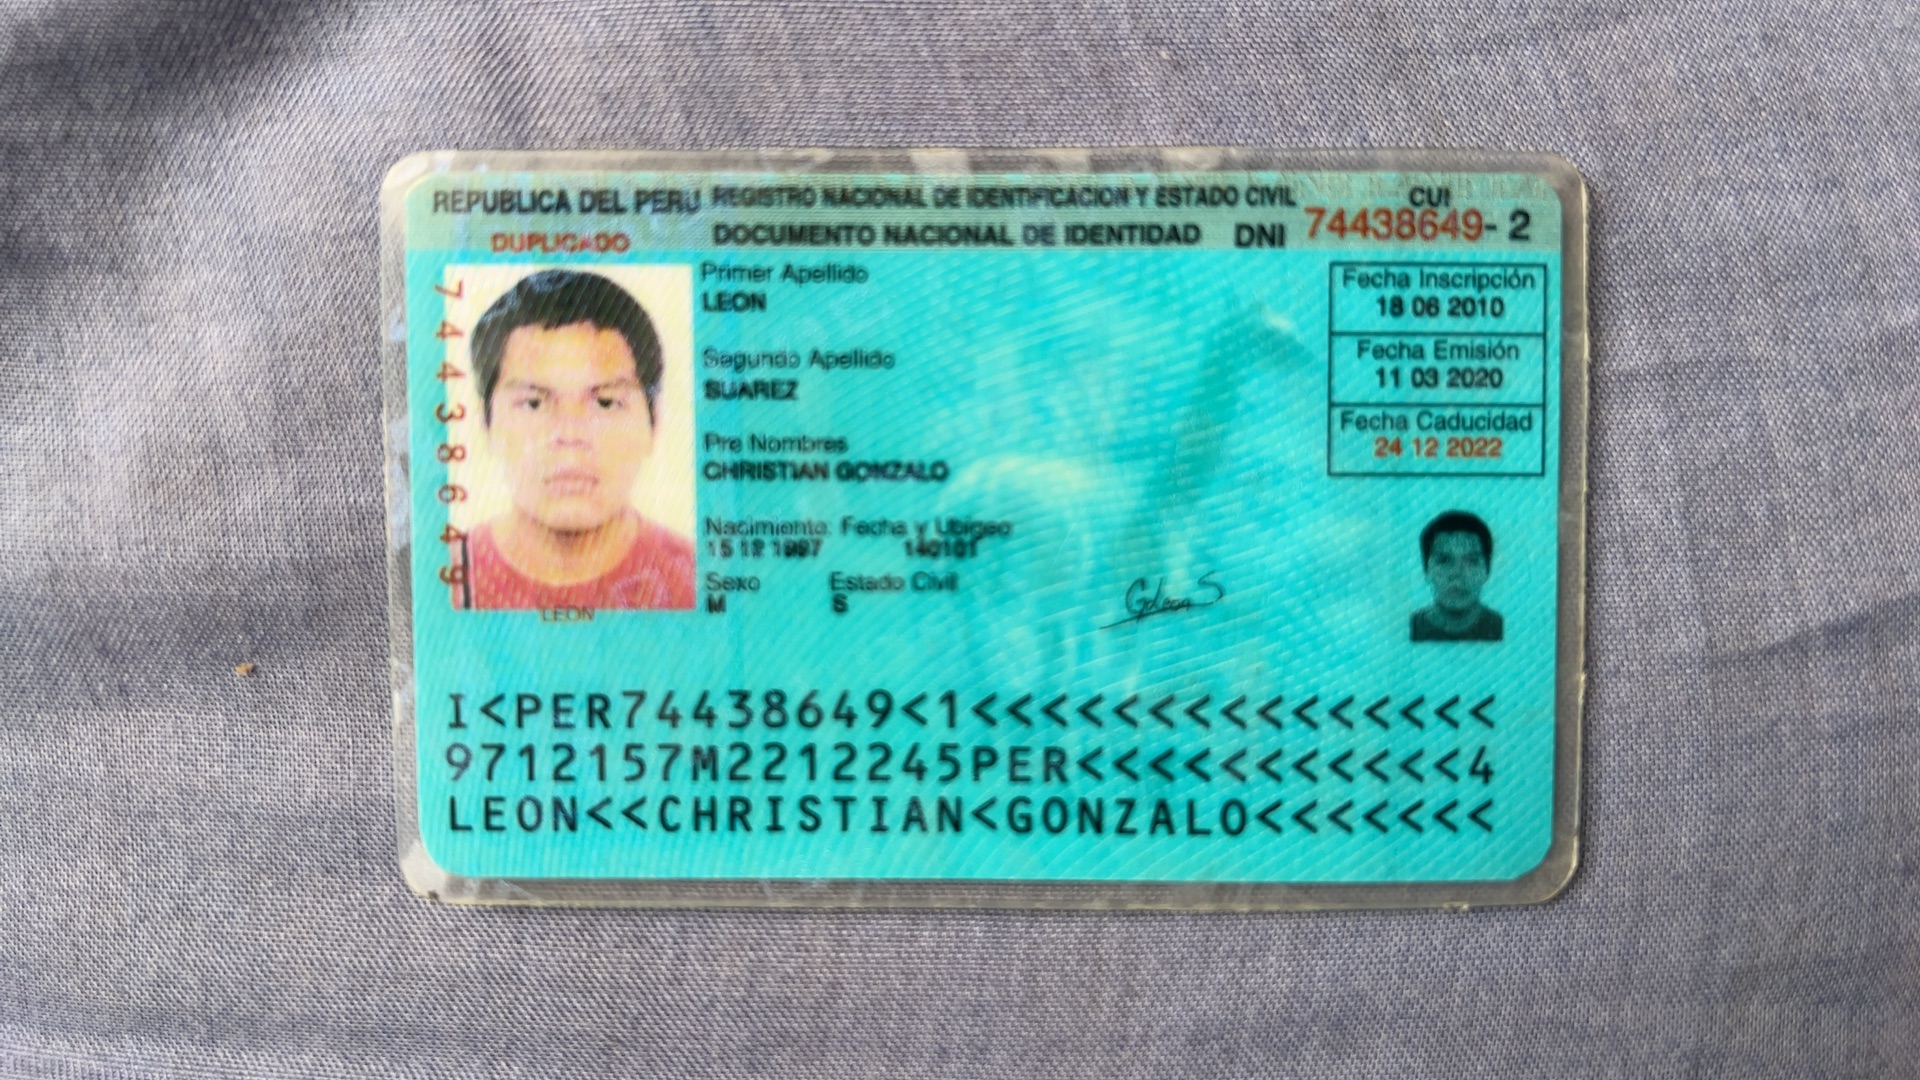 REPUBLICA DEL PERU REGISTRO NACIONAL DE IDENTIFICACION Y ESTADO CIVIL CUI
DUPLICADO DOCUMENTO NACIONAL DE IDENTIDAD DNI 74438649- 2
74438649
Primer Apellido
LEON
Segundo Apellido
SUAREZ
Pre Nombres
CHRISTIAN GONZALO
Nacimiento: Fecha y Ubigeo
15 12 1997 140101
Sexo Estado Civil
M S
LEON
Fecha Inscripción
18 06 2010
Fecha Emisión
11 03 2020
Fecha Caducidad
24 12 2022
I<PER74438649<1<<<<<<<<<<<<<<<
9712157M2212245PER<<<<<<<<<<<4
LEON<<CHRISTIAN<GONZALO<<<<<<<